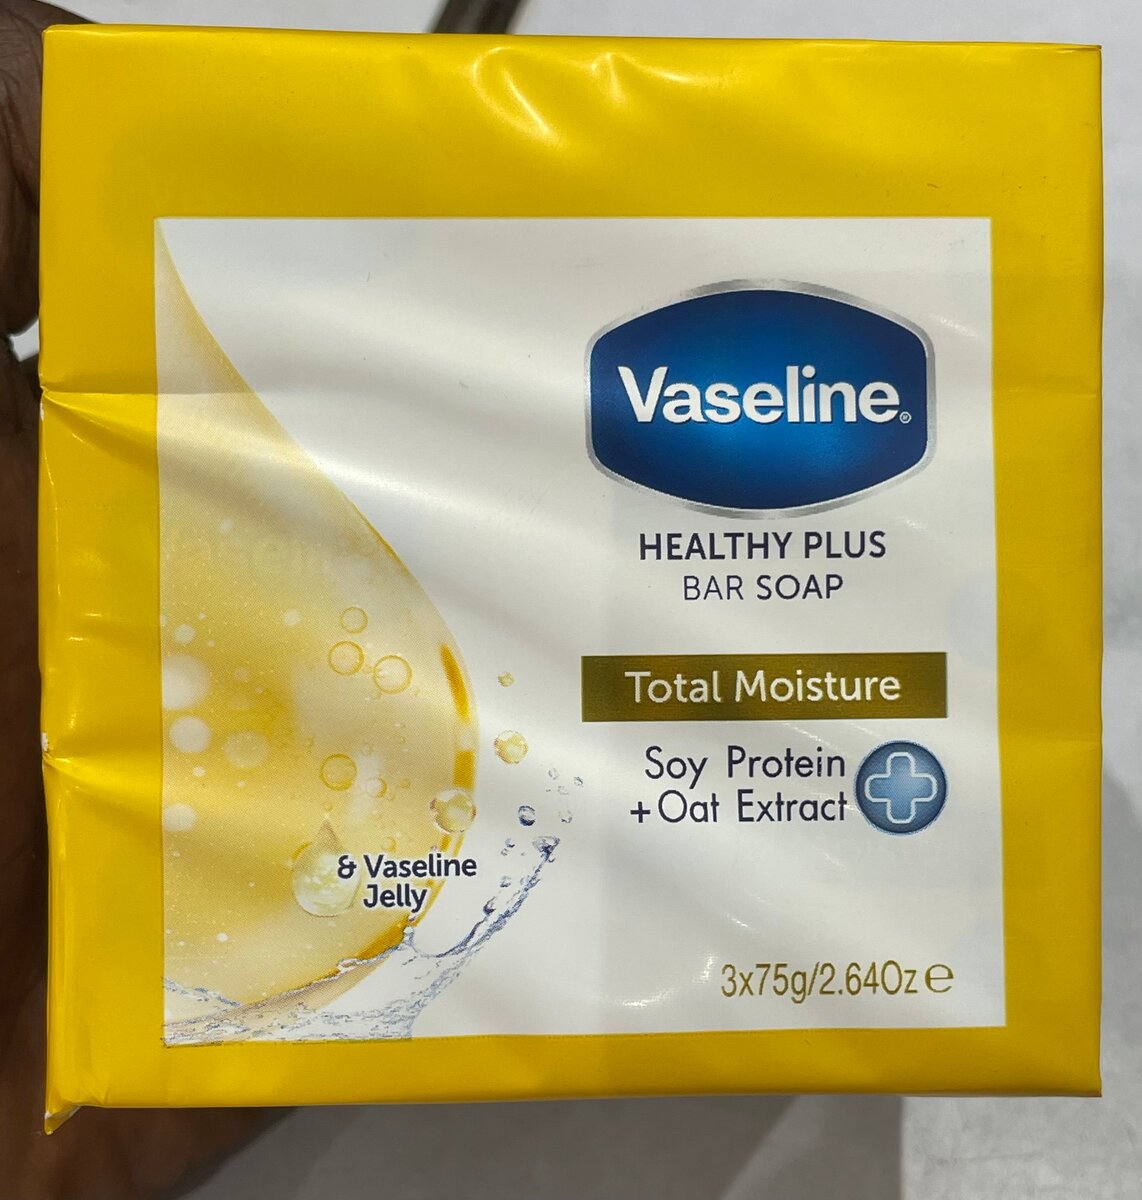 Vaseline®
HEALTHY PLUS
BAR SOAP
Total Moisture
Soy Protein
+Oat Extract
& Vaseline
Jelly
3x75g/2.64Oz ℮